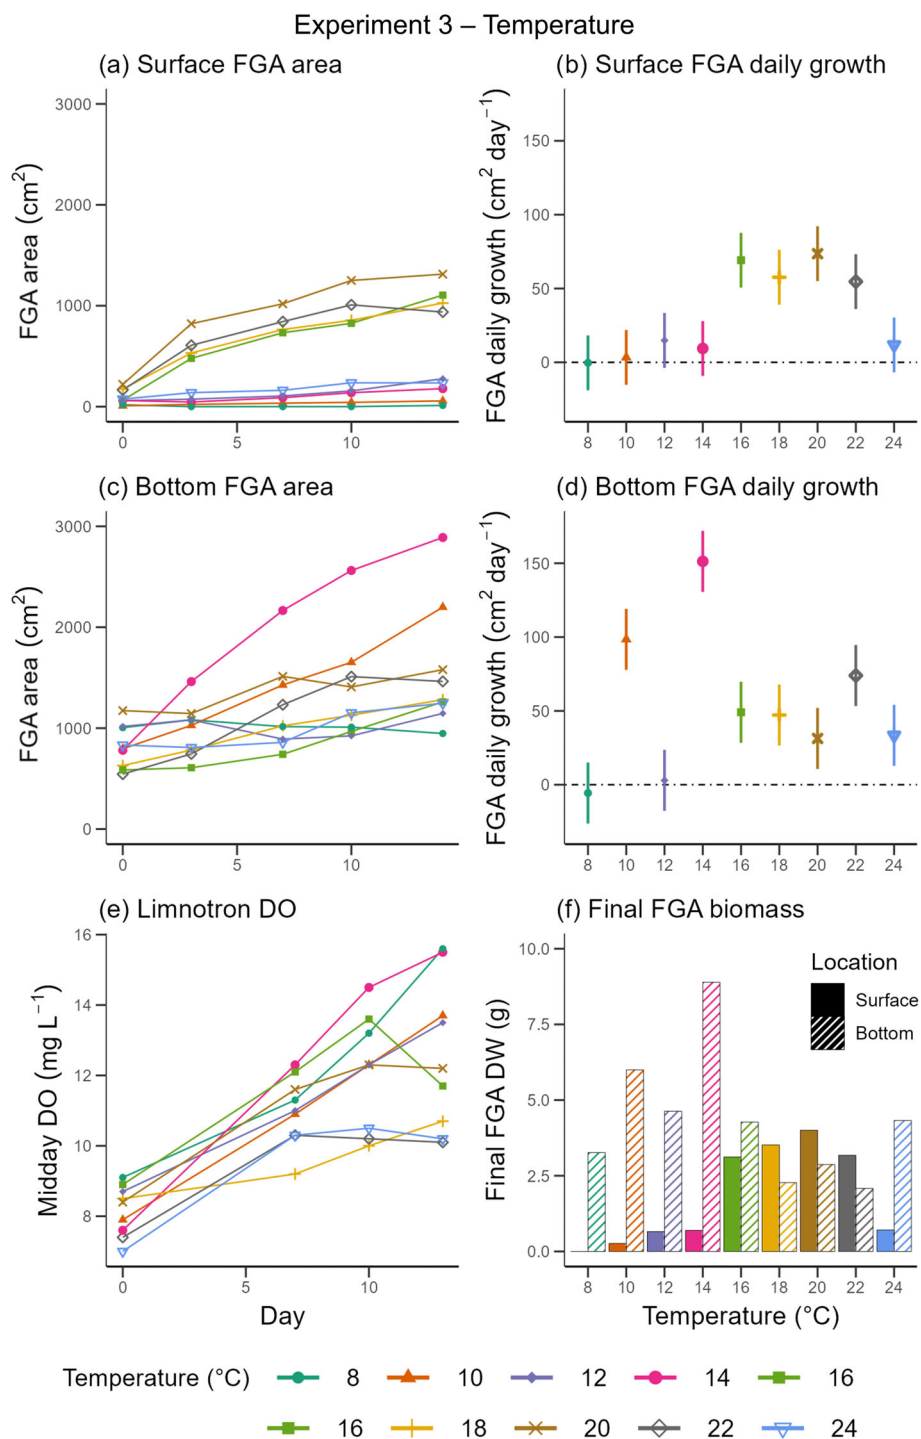 Experiment 3 – Temperature
(a) Surface FGA area
FGA area (cm²)
3000
2000
1000
0
0 5 10
(b) Surface FGA daily growth
FGA daily growth (cm² day⁻¹)
150
100
50
0
8 10 12 14 16 18 20 22 24
(c) Bottom FGA area
FGA area (cm²)
3000
2000
1000
0
0 5 10
(d) Bottom FGA daily growth
FGA daily growth (cm² day⁻¹)
150
100
50
0
8 10 12 14 16 18 20 22 24
(e) Limnotron DO
Midday DO (mg L⁻¹)
16
14
12
10
8
0 5 10
Day
(f) Final FGA biomass
Final FGA DW (g)
10.0
7.5
5.0
2.5
0.0
Location
Surface
Bottom
8 10 12 14 16 18 20 22 24
Temperature (°C)
Temperature (°C) 8 10 12 14 16
16 18 20 22 24